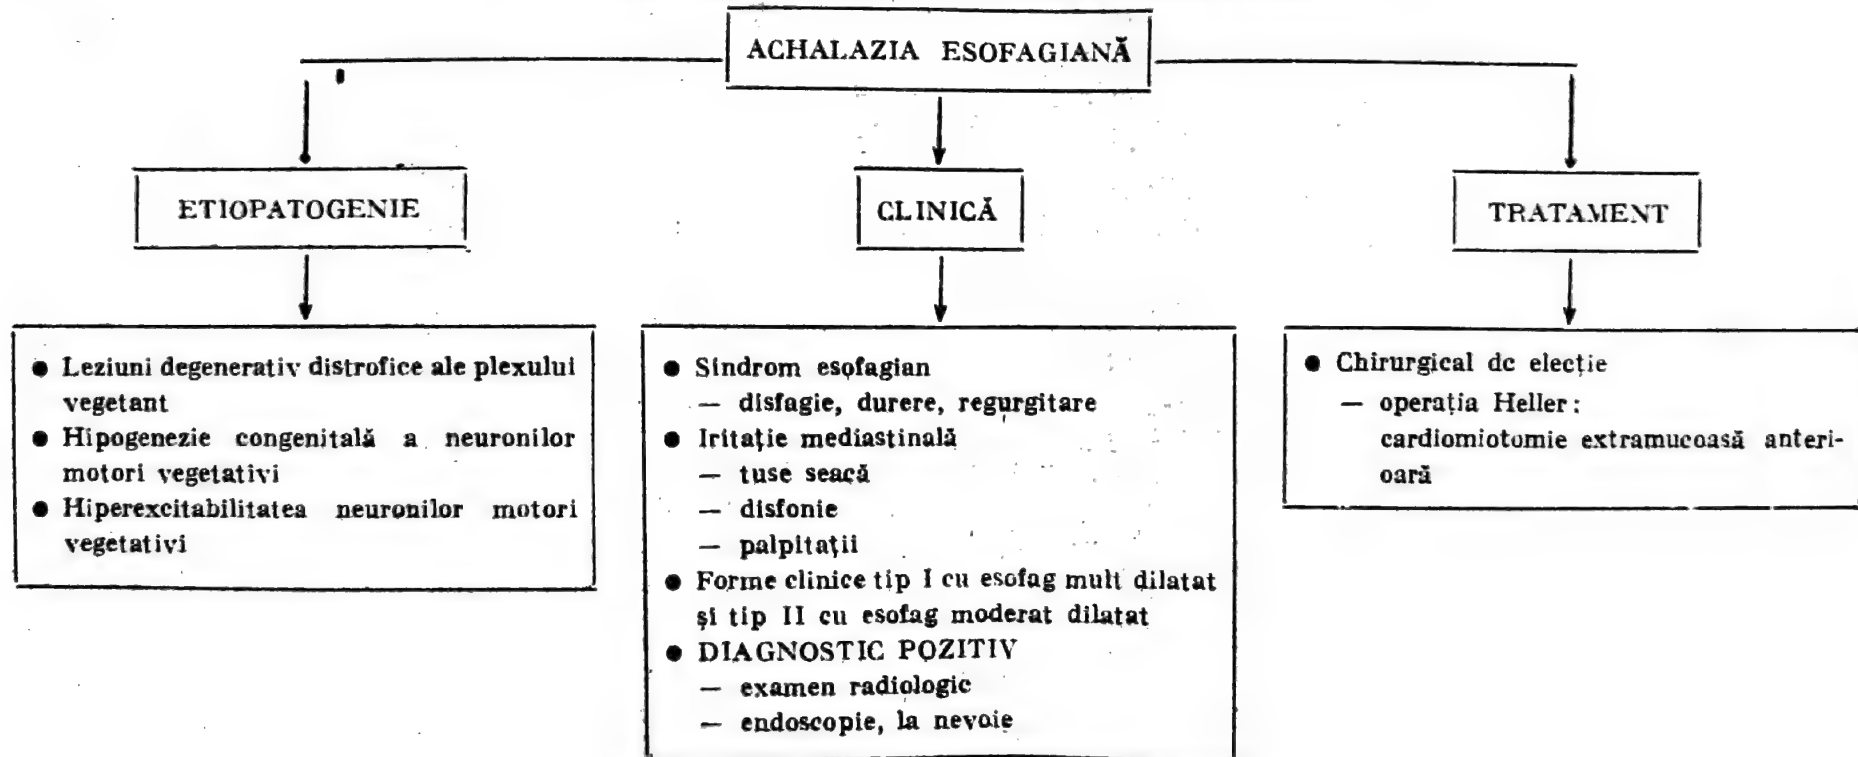 ACHALAZIA ESOFAGIANĂ
ETIOPATOGENIE
● Leziuni degenerativ distrofice ale plexului
vegetant
● Hipogenezie congenitală a neuronilor
motori vegetativi
● Hiperexcitabilitatea neuronilor motori
vegetativi
CLINICĂ
● Sindrom esofagian
— disfagie, durere, regurgitare
● Iritație mediastinală
— tuse seacă
— disfonie
— palpitații
● Forme clinice tip I cu esofag mult dilatat
și tip II cu esofag moderat dilatat
● DIAGNOSTIC POZITIV
— examen radiologic
— endoscopie, la nevoie
TRATAMENT
● Chirurgical de elecție
— operația Heller:
cardiomiotomie extramucoasă anteri-
oară